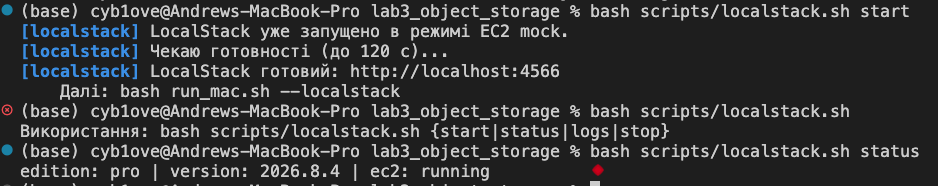 (base) cyb1ove@Andrews-MacBook-Pro lab3_object_storage % bash scripts/localstack.sh start
[localstack] LocalStack уже запущено в режимі EC2 mock.
[localstack] Чекаю готовності (до 120 с)...
[localstack] LocalStack готовий: http://localhost:4566
Далі: bash run_mac.sh --localstack
(base) cyb1ove@Andrews-MacBook-Pro lab3_object_storage % bash scripts/localstack.sh
Використання: bash scripts/localstack.sh {start|status|logs|stop}
(base) cyb1ove@Andrews-MacBook-Pro lab3_object_storage % bash scripts/localstack.sh status
edition: pro | version: 2026.8.4 | ec2: running